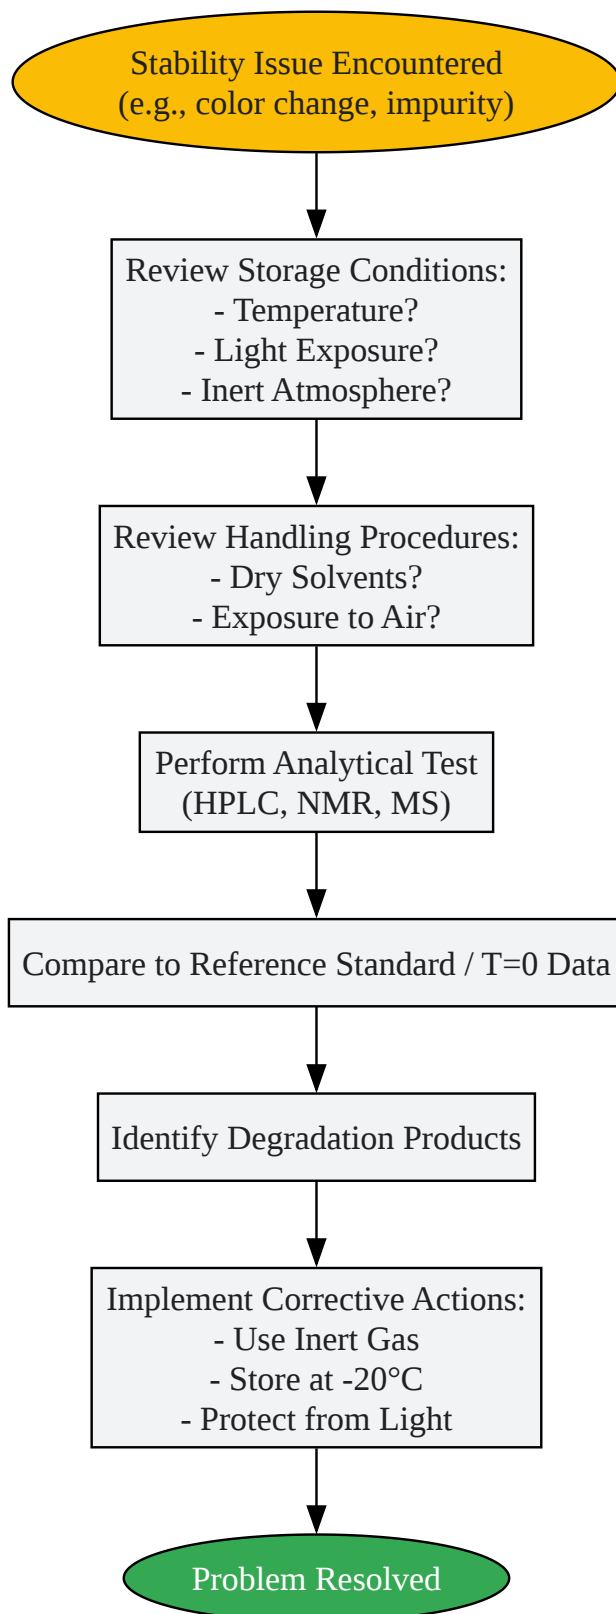 Stability Issue Encountered
(e.g., color change, impurity)
Review Storage Conditions:
- Temperature?
- Light Exposure?
- Inert Atmosphere?
Review Handling Procedures:
- Dry Solvents?
- Exposure to Air?
Perform Analytical Test
(HPLC, NMR, MS)
Compare to Reference Standard / T=0 Data
Identify Degradation Products
Implement Corrective Actions:
- Use Inert Gas
- Store at -20°C
- Protect from Light
Problem Resolved